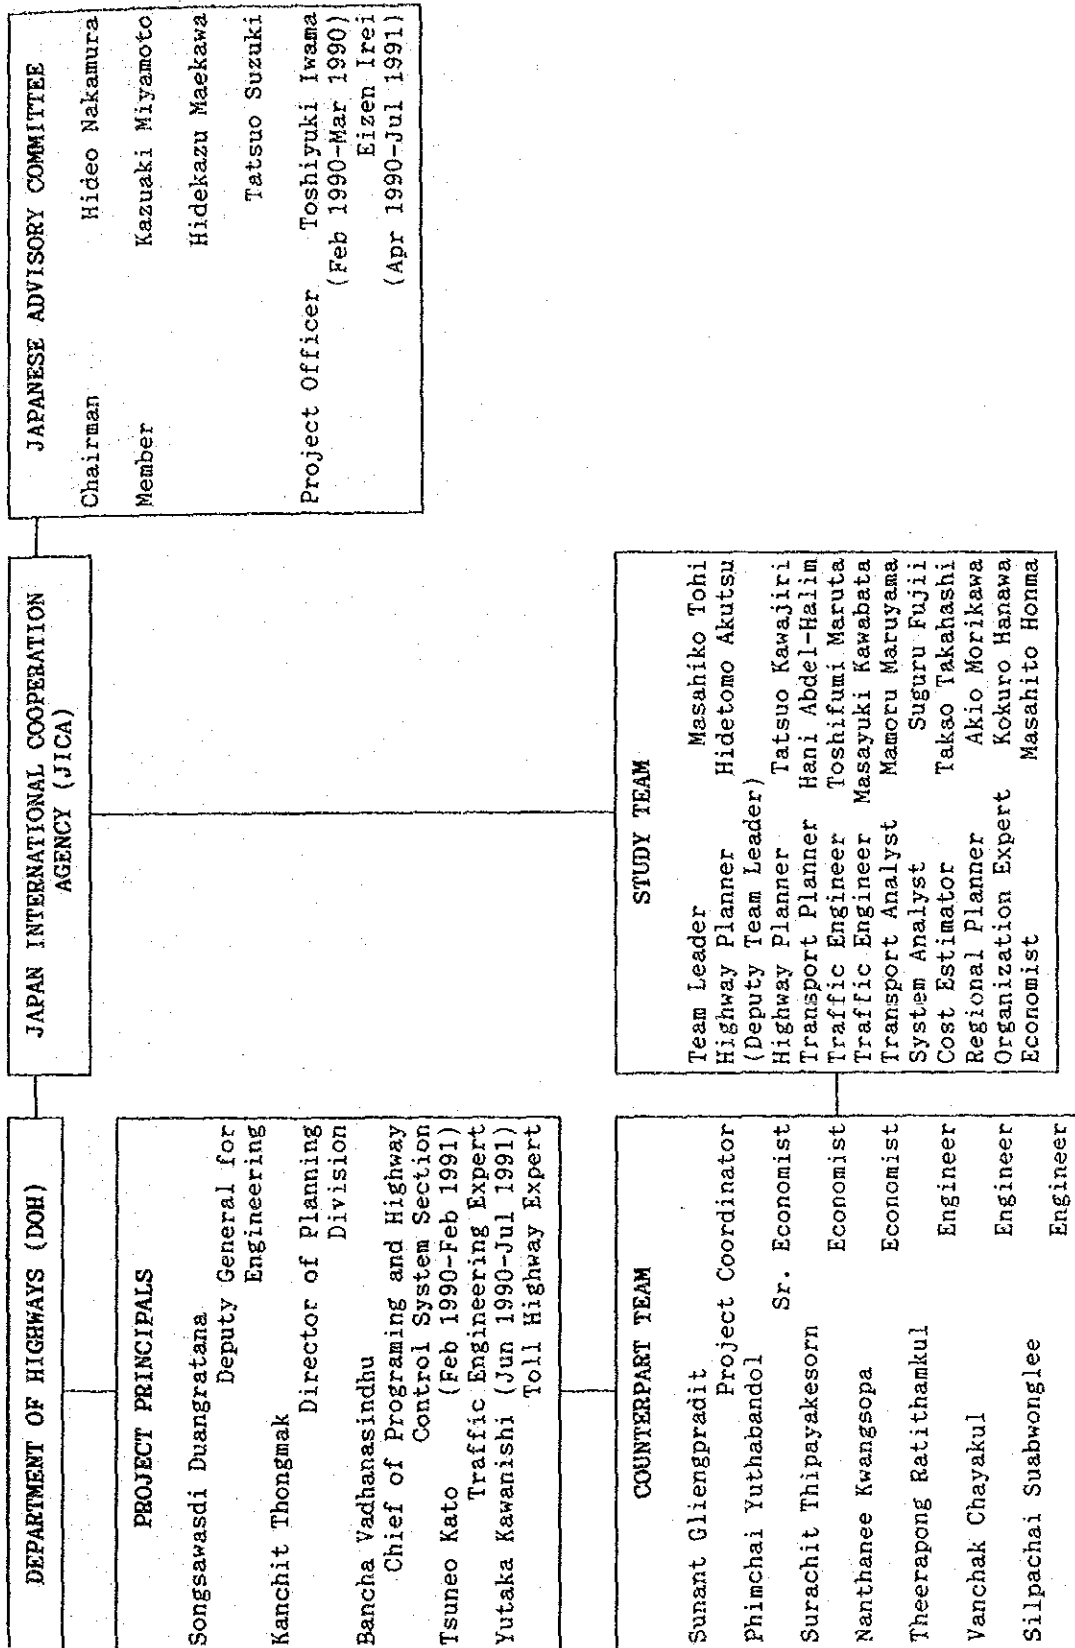 DEPARTMENT OF HIGHWAYS (DOH)
PROJECT PRINCIPALS
Songsawasdi Duangratana
Deputy General for
Engineering
Kanchit Thongmak
Director of Planning
Division
Bancha Vadhanasindhu
Chief of Programing and Highway
Control System Section
Tsuneo Kato (Feb 1990-Feb 1991)
Traffic Engineering Expert
Yutaka Kawanishi (Jun 1990-Jul 1991)
Toll Highway Expert
COUNTERPART TEAM
Sunant Gliengpradit
Project Coordinator
Phimchai Yuthabandol
Sr. Economist
Surachit Thipayakesorn
Economist
Nanthanee Kwangsopa
Economist
Theerapong Ratithamkul
Engineer
Vanchak Chayakul
Engineer
Silpachai Suabwonglee
Engineer
JAPAN INTERNATIONAL COOPERATION
AGENCY (JICA)
STUDY TEAM
Team Leader Masahiko Tohi
Highway Planner Hidetomo Akutsu
(Deputy Team Leader)
Highway Planner Tatsuo Kawajiri
Transport Planner Hani Abdel-Halim
Traffic Engineer Toshifumi Maruta
Traffic Engineer Masayuki Kawabata
Transport Analyst Mamoru Maruyama
System Analyst Suguru Fujii
Cost Estimator Takao Takahashi
Regional Planner Akio Morikawa
Organization Expert Kokuro Hanawa
Economist Masahito Honma
JAPANESE ADVISORY COMMITTEE
Chairman Hideo Nakamura
Member Kazuaki Miyamoto
Hidekazu Maekawa
Tatsuo Suzuki
Project Officer Toshiyuki Iwama
(Feb 1990-Mar 1990)
Eizen Irei
(Apr 1990-Jul 1991)